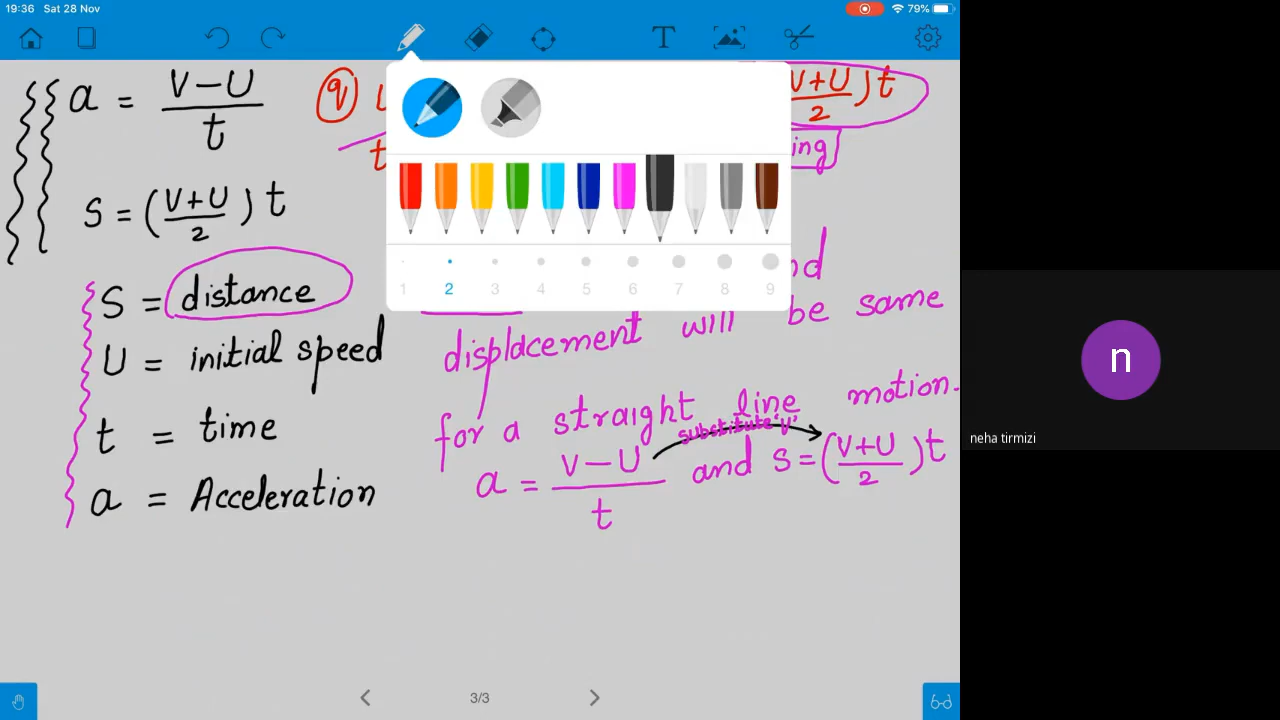 19:36 Sat 28 Nov 79%
T
a = V-U/t
q
(V+U/2)t
ing
S = (V+U/2) t
1 2 3 4 5 6 7 8 9
S = distance
nd
displacement will be same
U = initial speed
for a straight line motion.
t = time
substitute 'V'
a = V-U/t and S = (V+U/2) t
a = Acceleration
3/3
n
neha tirmizi